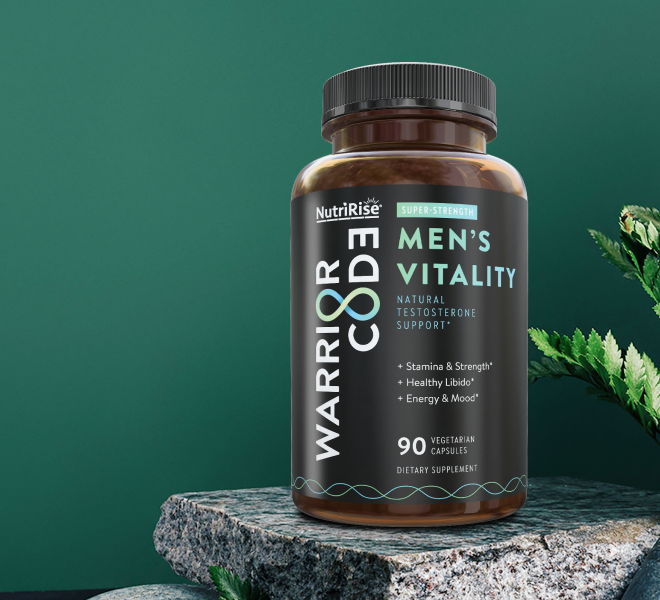 NutriRise®
WARRIOR
CODE
SUPER-STRENGTH
MEN'S
VITALITY
NATURAL
TESTOSTERONE
SUPPORT*
+ Stamina & Strength*
+ Healthy Libido*
+ Energy & Mood*
90 VEGETARIAN
CAPSULES
DIETARY SUPPLEMENT